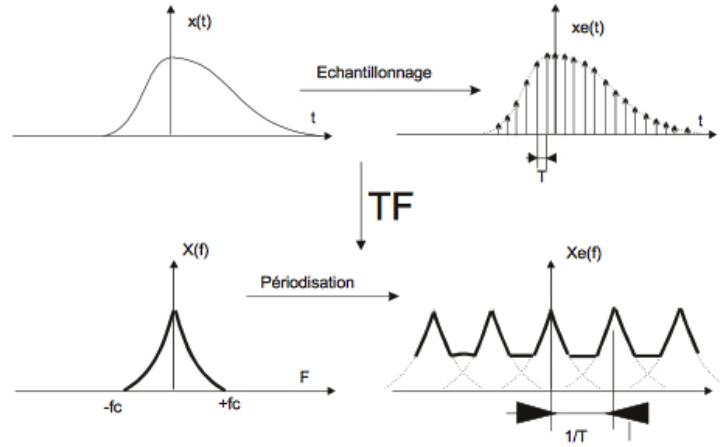 x(t)
xe(t)
Echantillonnage
t
t
T
TF
X(f)
Xe(f)
Périodisation
F
-fc
+fc
1/T